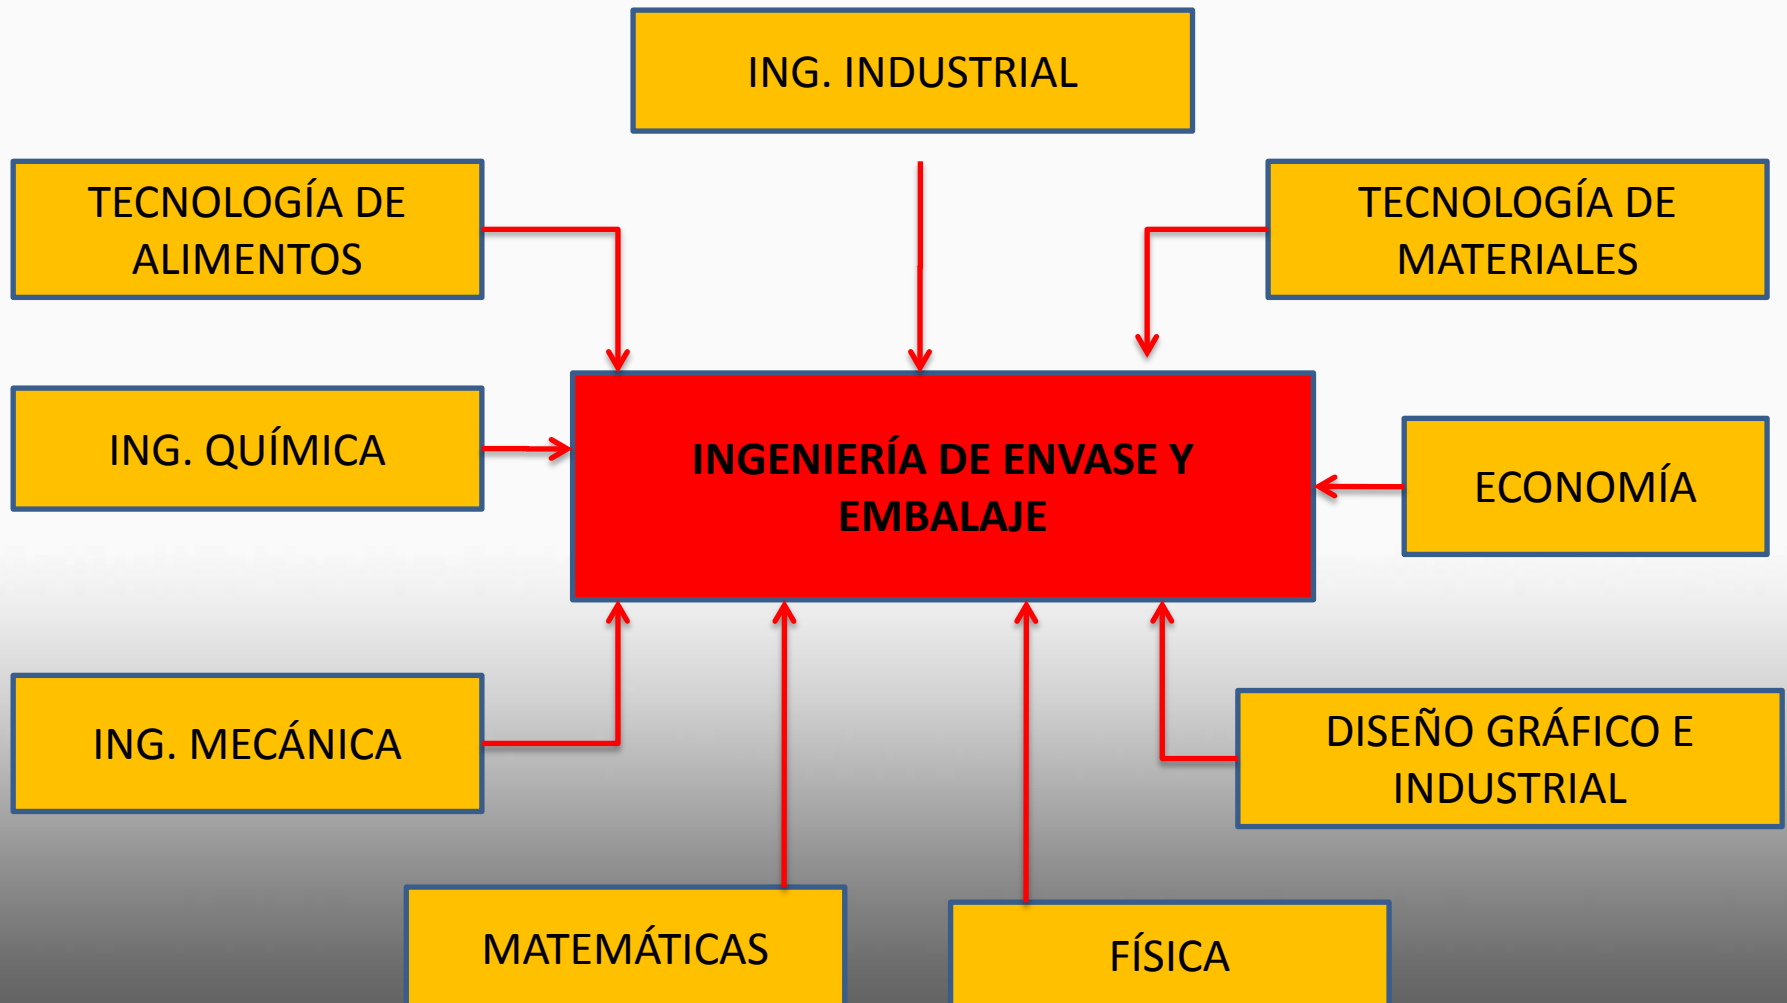 ING. INDUSTRIAL
TECNOLOGÍA DE
ALIMENTOS
TECNOLOGÍA DE
MATERIALES
ING. QUÍMICA
INGENIERÍA DE ENVASE Y
EMBALAJE
ECONOMÍA
ING. MECÁNICA
DISEÑO GRÁFICO E
INDUSTRIAL
MATEMÁTICAS
FÍSICA